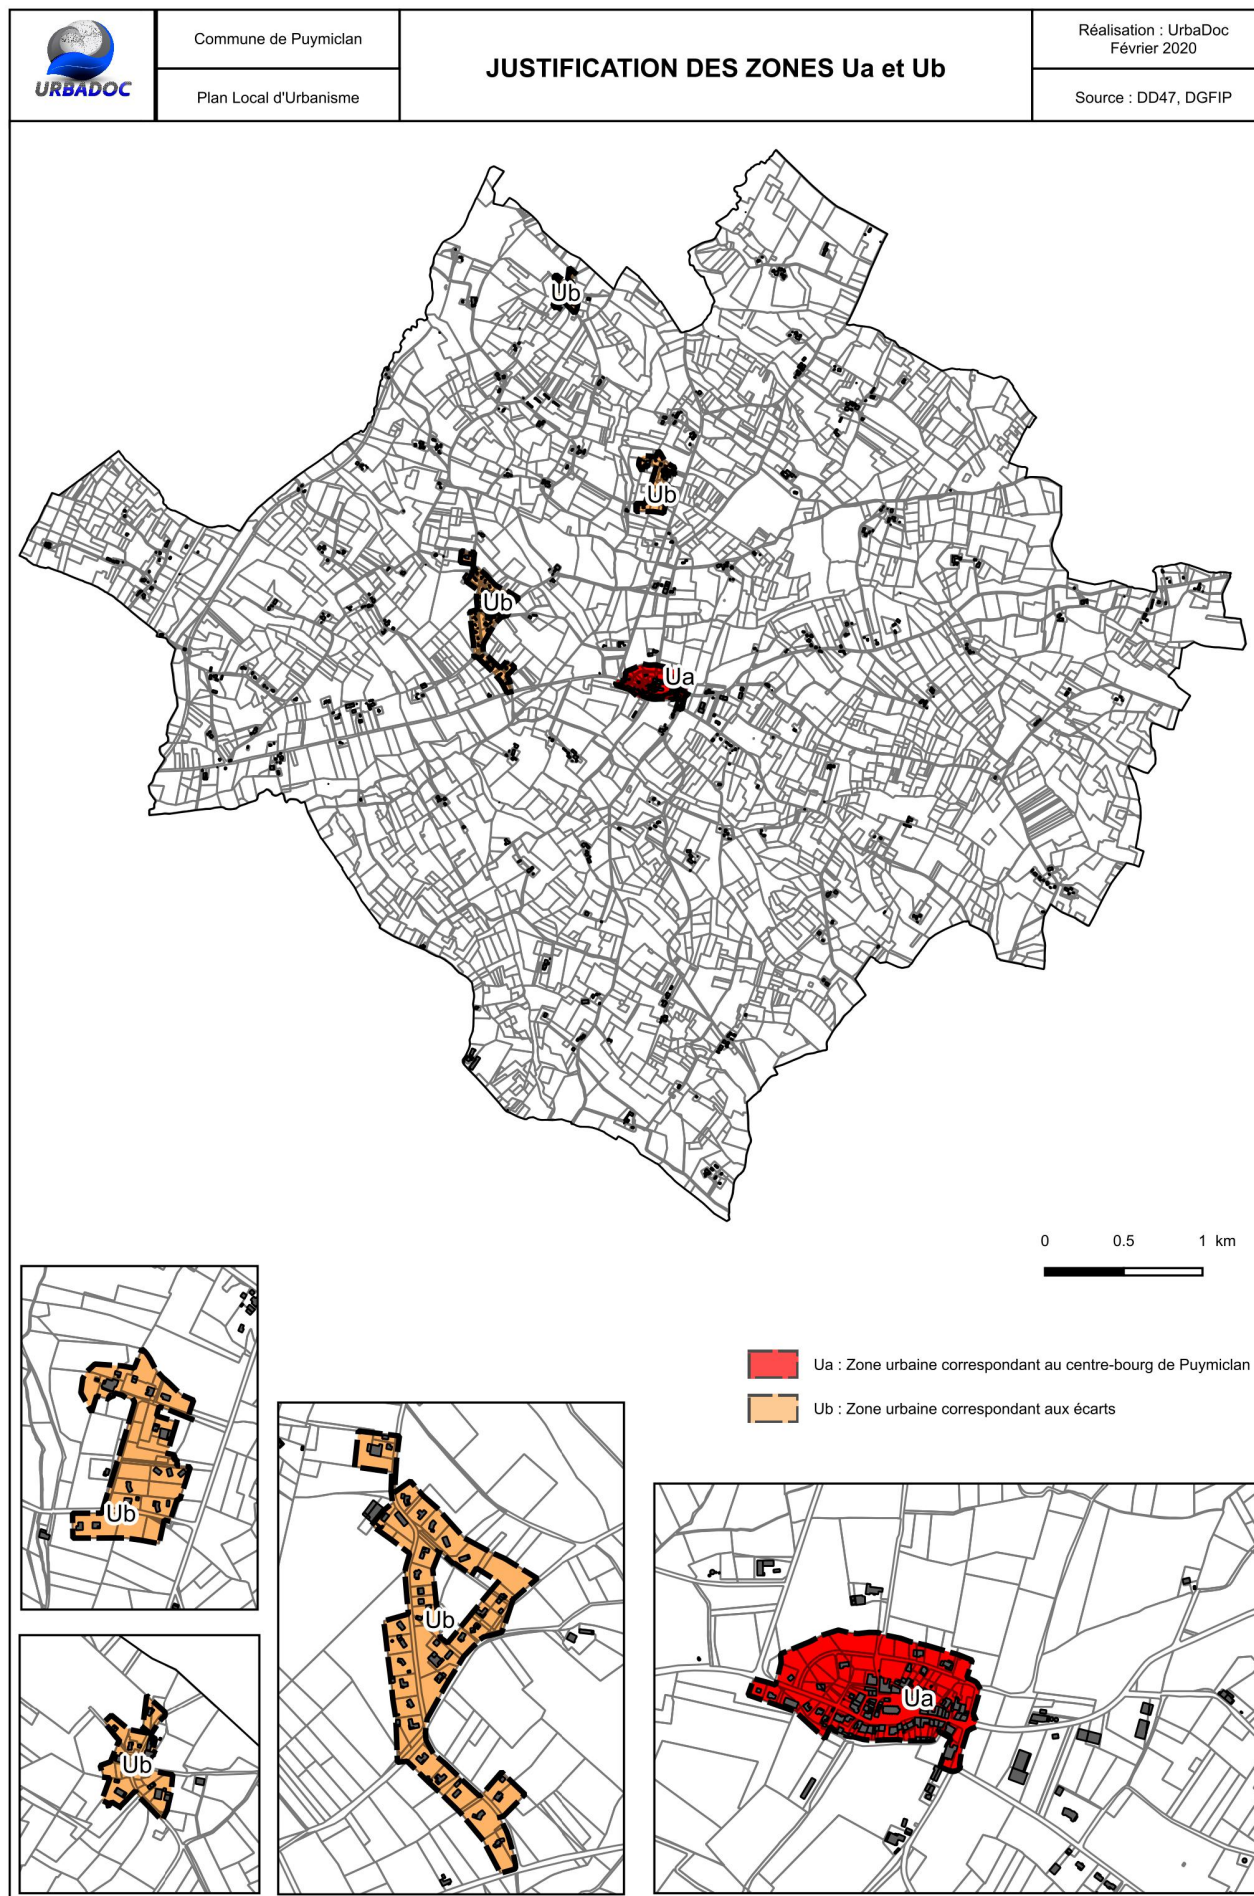 URBADOC
Commune de Puymiclan
Plan Local d'Urbanisme
JUSTIFICATION DES ZONES Ua et Ub
Réalisation : UrbaDoc
Février 2020
Source : DD47, DGFIP
Ub
Ub
Ub
Ua
0 0.5 1 km
Ua : Zone urbaine correspondant au centre-bourg de Puymiclan
Ub : Zone urbaine correspondant aux écarts
Ub
Ub
Ub
Ua